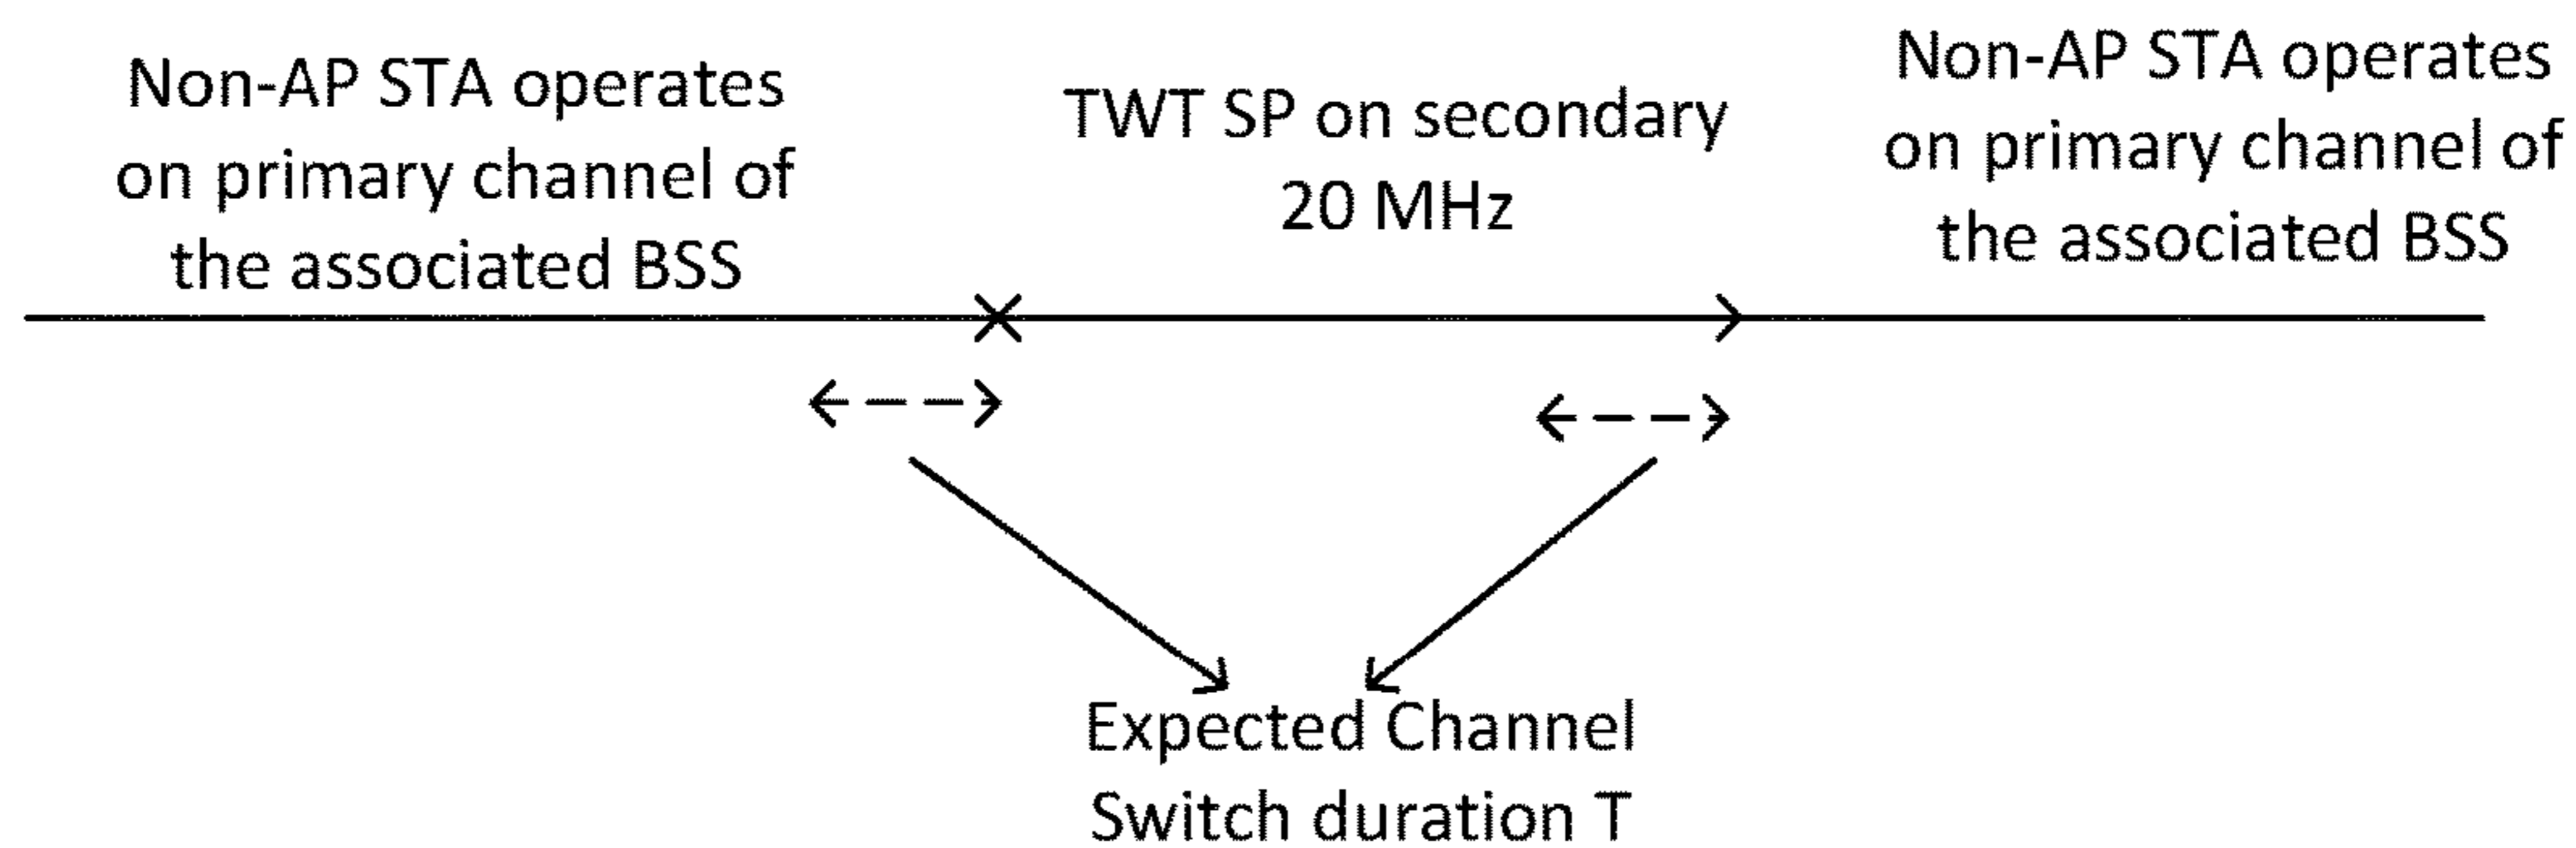 Non-AP STA operates
on primary channel of
the associated BSS
TWT SP on secondary
20 MHz
Non-AP STA operates
on primary channel of
the associated BSS
Expected Channel
Switch duration T